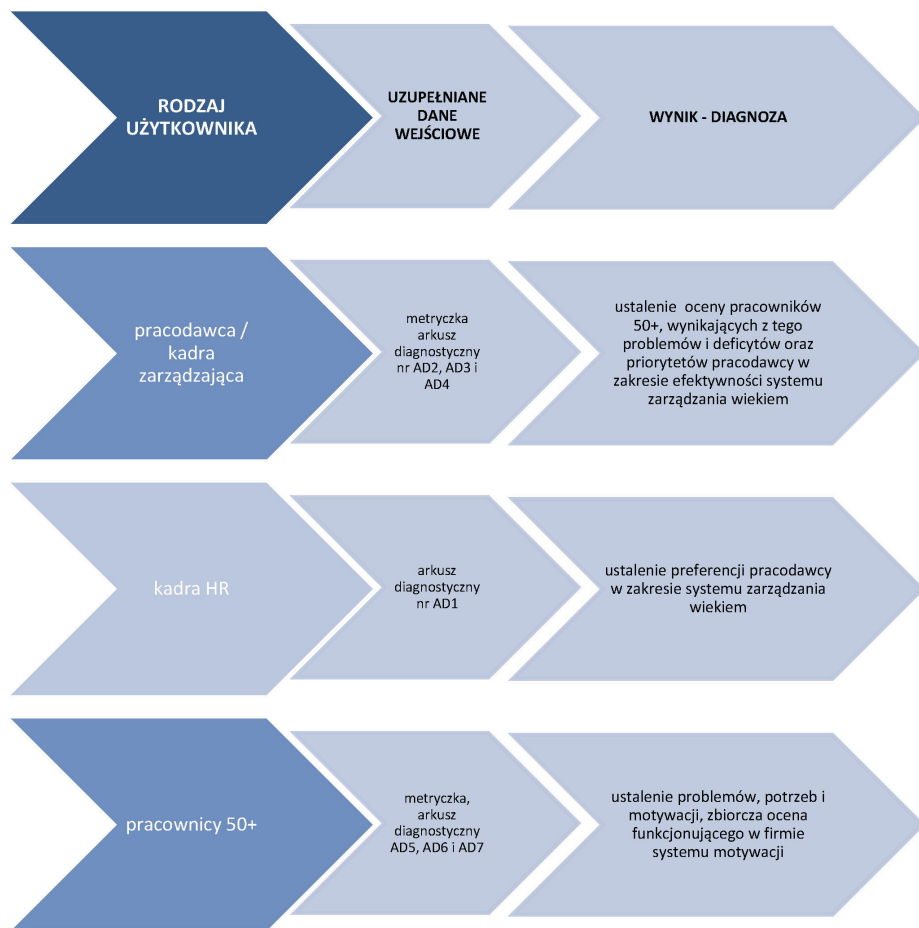 RODZAJ
UŻYTKOWNIKA
UZUPEŁNIANE
DANE
WEJŚCIOWE
WYNIK - DIAGNOZA
pracodawca /
kadra
zarządzająca
metryczka
arkusz
diagnostyczny
nr AD2, AD3 i
AD4
ustalenie oceny pracowników
50+, wynikających z tego
problemów i deficytów oraz
priorytetów pracodawcy w
zakresie efektywności systemu
zarządzania wiekiem
kadra HR
arkusz
diagnostyczny
nr AD1
ustalenie preferencji pracodawcy
w zakresie systemu zarządzania
wiekiem
pracownicy 50+
metryczka,
arkusz
diagnostyczny
AD5, AD6 i AD7
ustalenie problemów, potrzeb i
motywacji, zbiorcza ocena
funkcjonującego w firmie
systemu motywacji